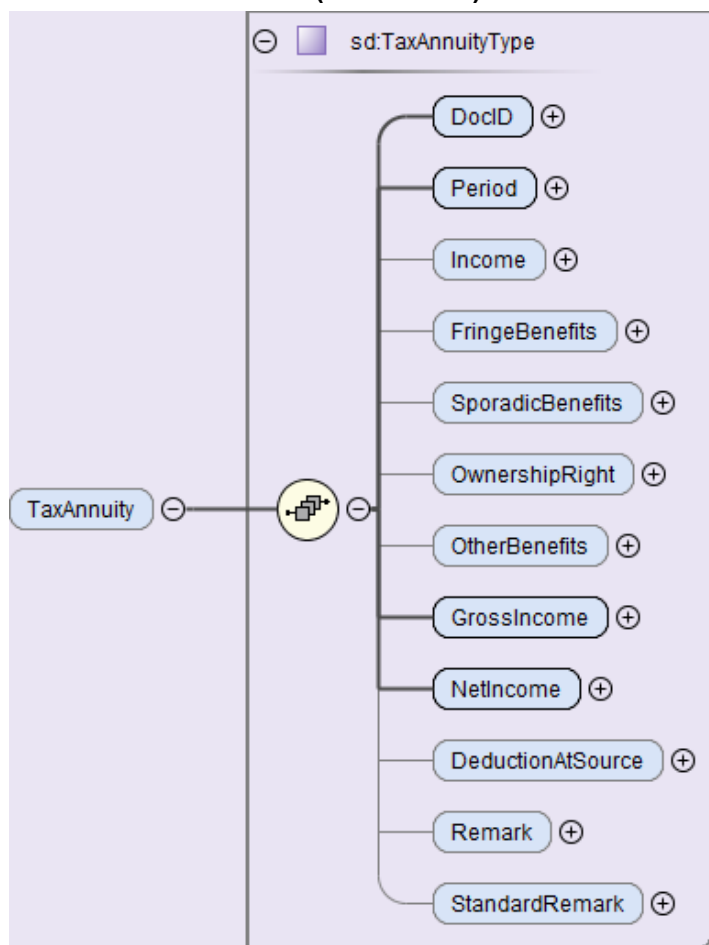 sd:TaxAnnuityType
DocID
Period
Income
FringeBenefits
SporadicBenefits
OwnershipRight
TaxAnnuity
OtherBenefits
GrossIncome
NetIncome
DeductionAtSource
Remark
StandardRemark